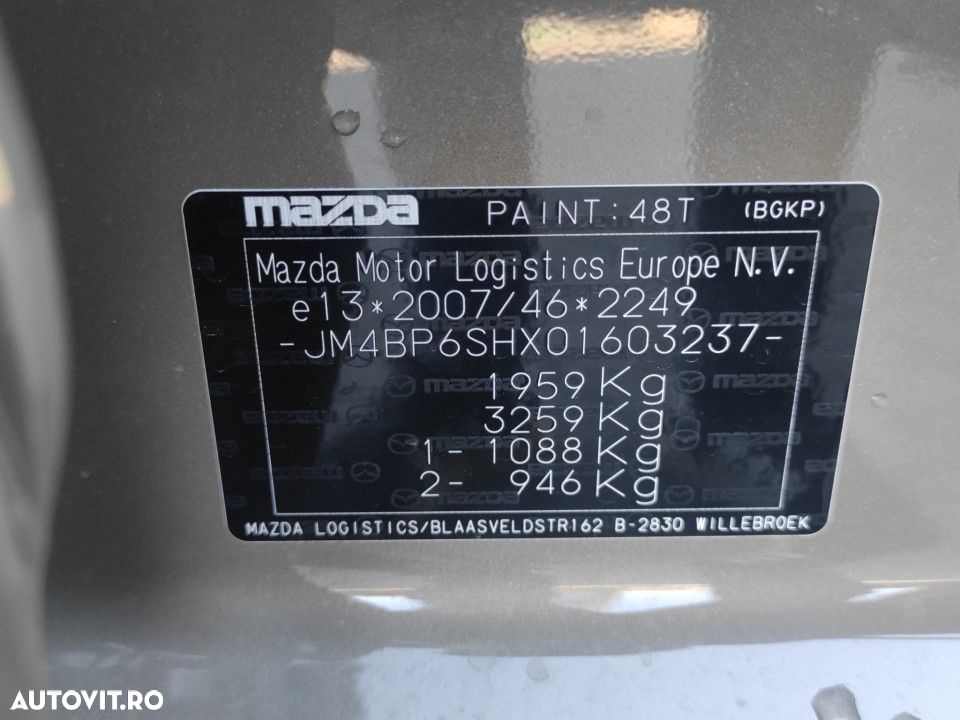 mazda PAINT: 48T (BGKP)
Mazda Motor Logistics Europe N.V.
e13*2007/46*2249
-JM4BP6SHX01603237-
1959 Kg
3259 Kg
1- 1088 Kg
2- 946 Kg
MAZDA LOGISTICS/BLAASVELDSTR162 B-2830 WILLEBROEK
AUTOVIT.RO